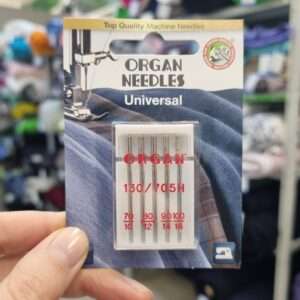 Top Quality Machine Needles
ORGAN
NEEDLES
Universal
ORGAN
130/705H
70 80 90 100
10 12 14 16